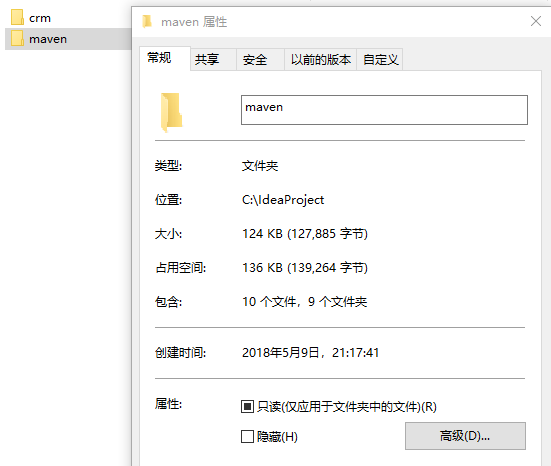 crm
maven
maven 属性
常规 共享 安全 以前的版本 自定义
maven
类型: 文件夹
位置: C:\IdeaProject
大小: 124 KB (127,885 字节)
占用空间: 136 KB (139,264 字节)
包含: 10 个文件，9 个文件夹
创建时间: 2018年5月9日，21:17:41
属性: 只读(仅应用于文件夹中的文件)(R)
隐藏(H) 高级(D)...